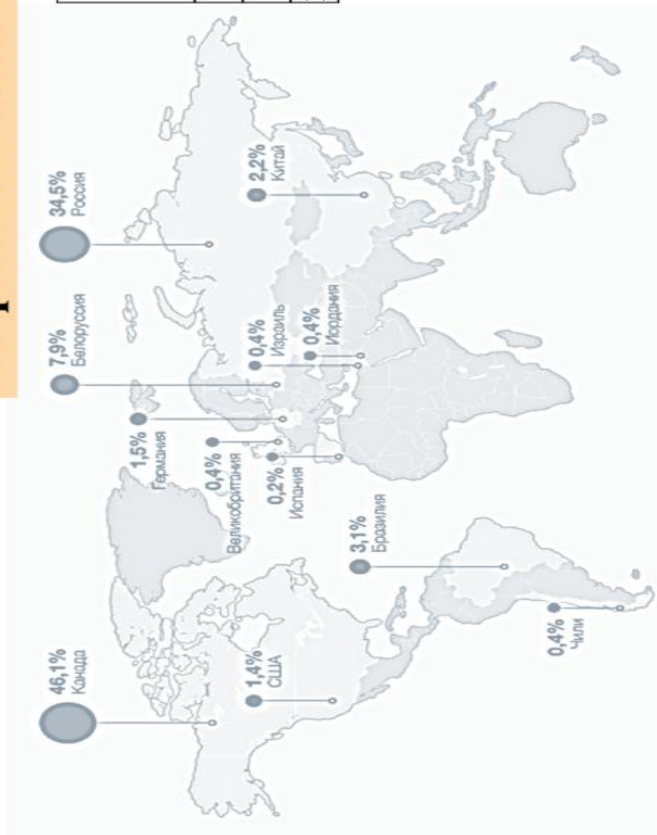 46,1%
Канада
1,4%
США
0,4%
Чили
3,1%
Бразилия
0,2%
Испания
0,4%
Великобритания
1,5%
Германия
7,9%
Белоруссия
0,4%
Израиль
0,4%
Иордания
34,5%
Россия
2,2%
Китай